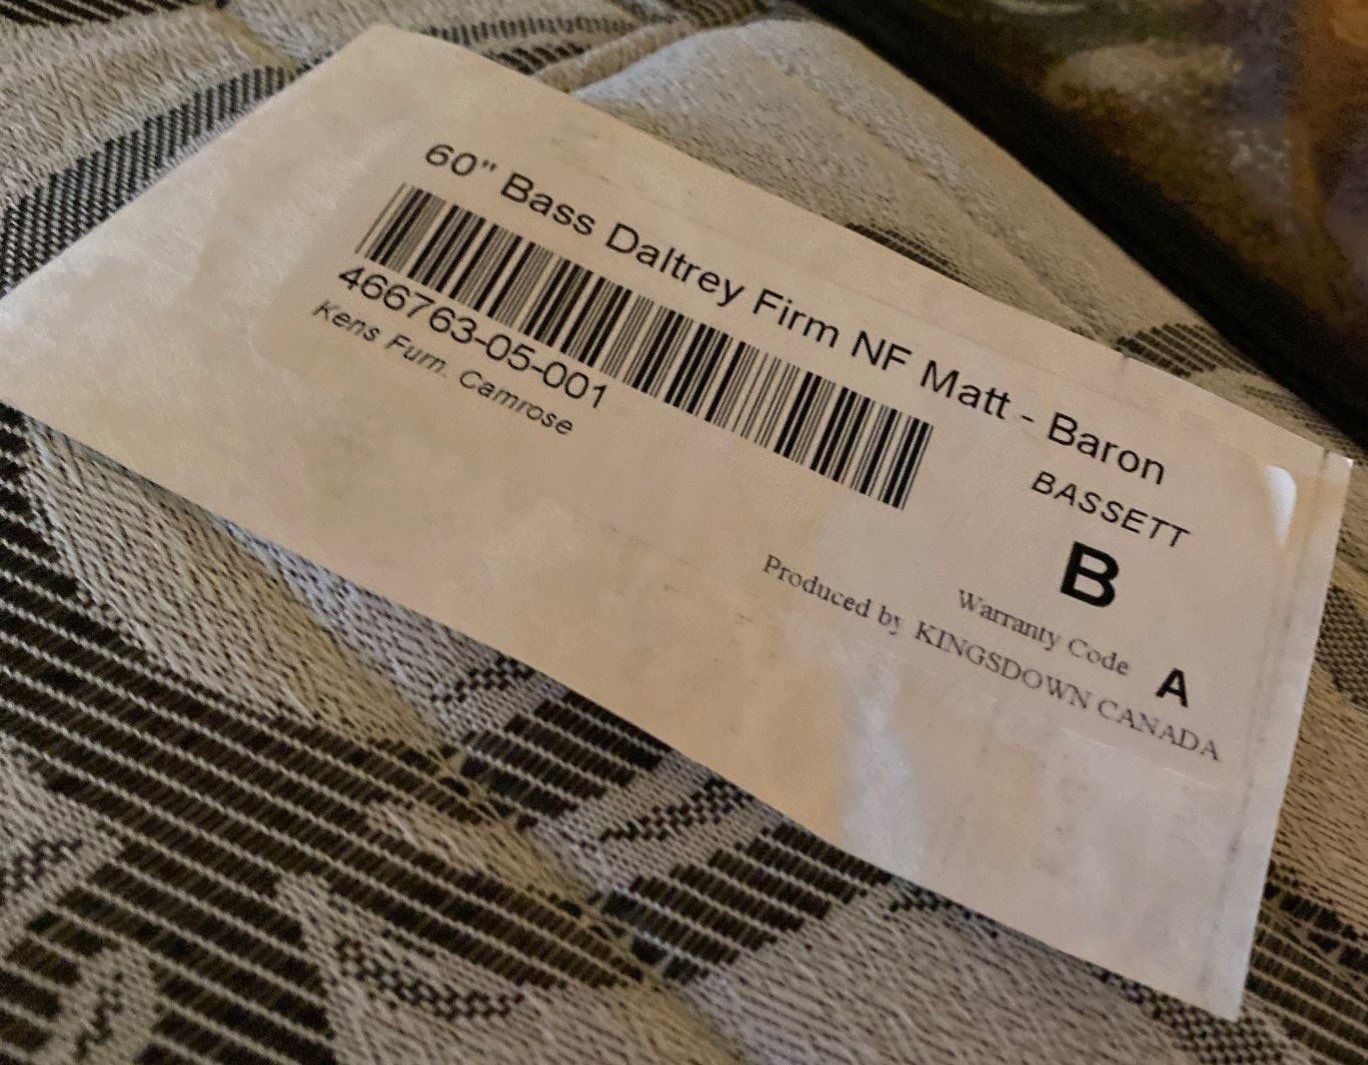 60" Bass Daltrey Firm NF Matt - Baron
466763-05-001
Kens Furn. Camrose
BASSETT
B
Warranty Code A
Produced by KINGSDOWN CANADA